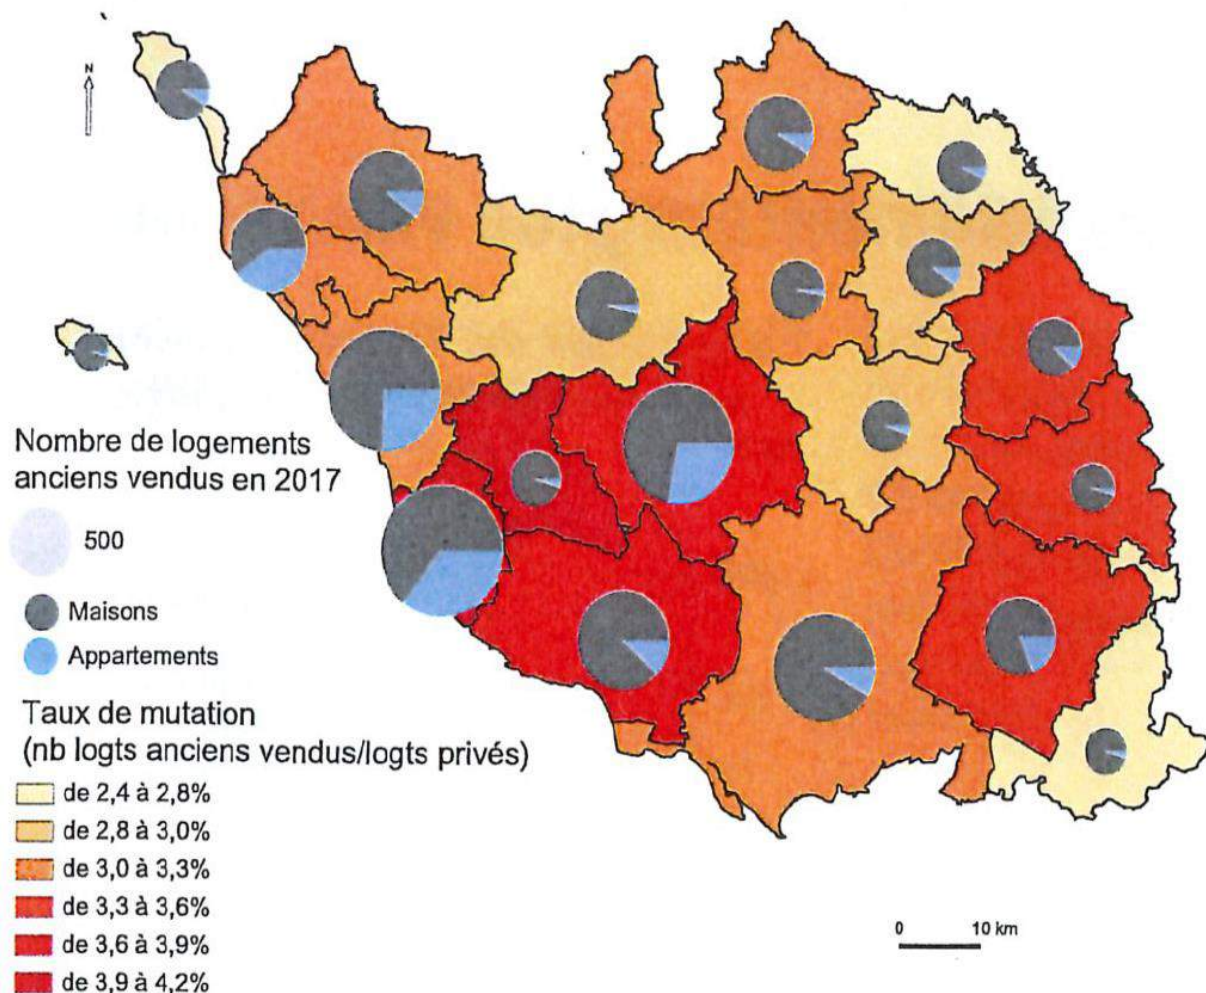 N
Nombre de logements
anciens vendus en 2017
500
Maisons
Appartements
Taux de mutation
(nb logts anciens vendus/logts privés)
de 2,4 à 2,8%
de 2,8 à 3,0%
de 3,0 à 3,3%
de 3,3 à 3,6%
de 3,6 à 3,9%
de 3,9 à 4,2%
0 10 km